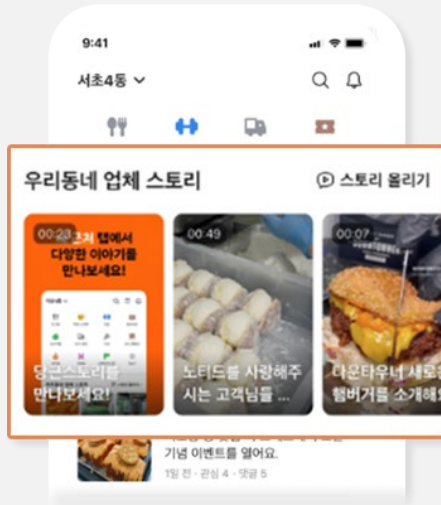 9:41
서초4동
우리동네 업체 스토리
스토리 올리기
00:23
탭에서
다양한 이야기를
만나보세요!
당근스토리를
만나보세요!
00:49
노티드를 사랑해주
시는 고객님들 ...
00:07
다운타우너 새로운
햄버거를 소개해
기념 이벤트를 열어요.
1일 전 · 관심 4 · 댓글 5